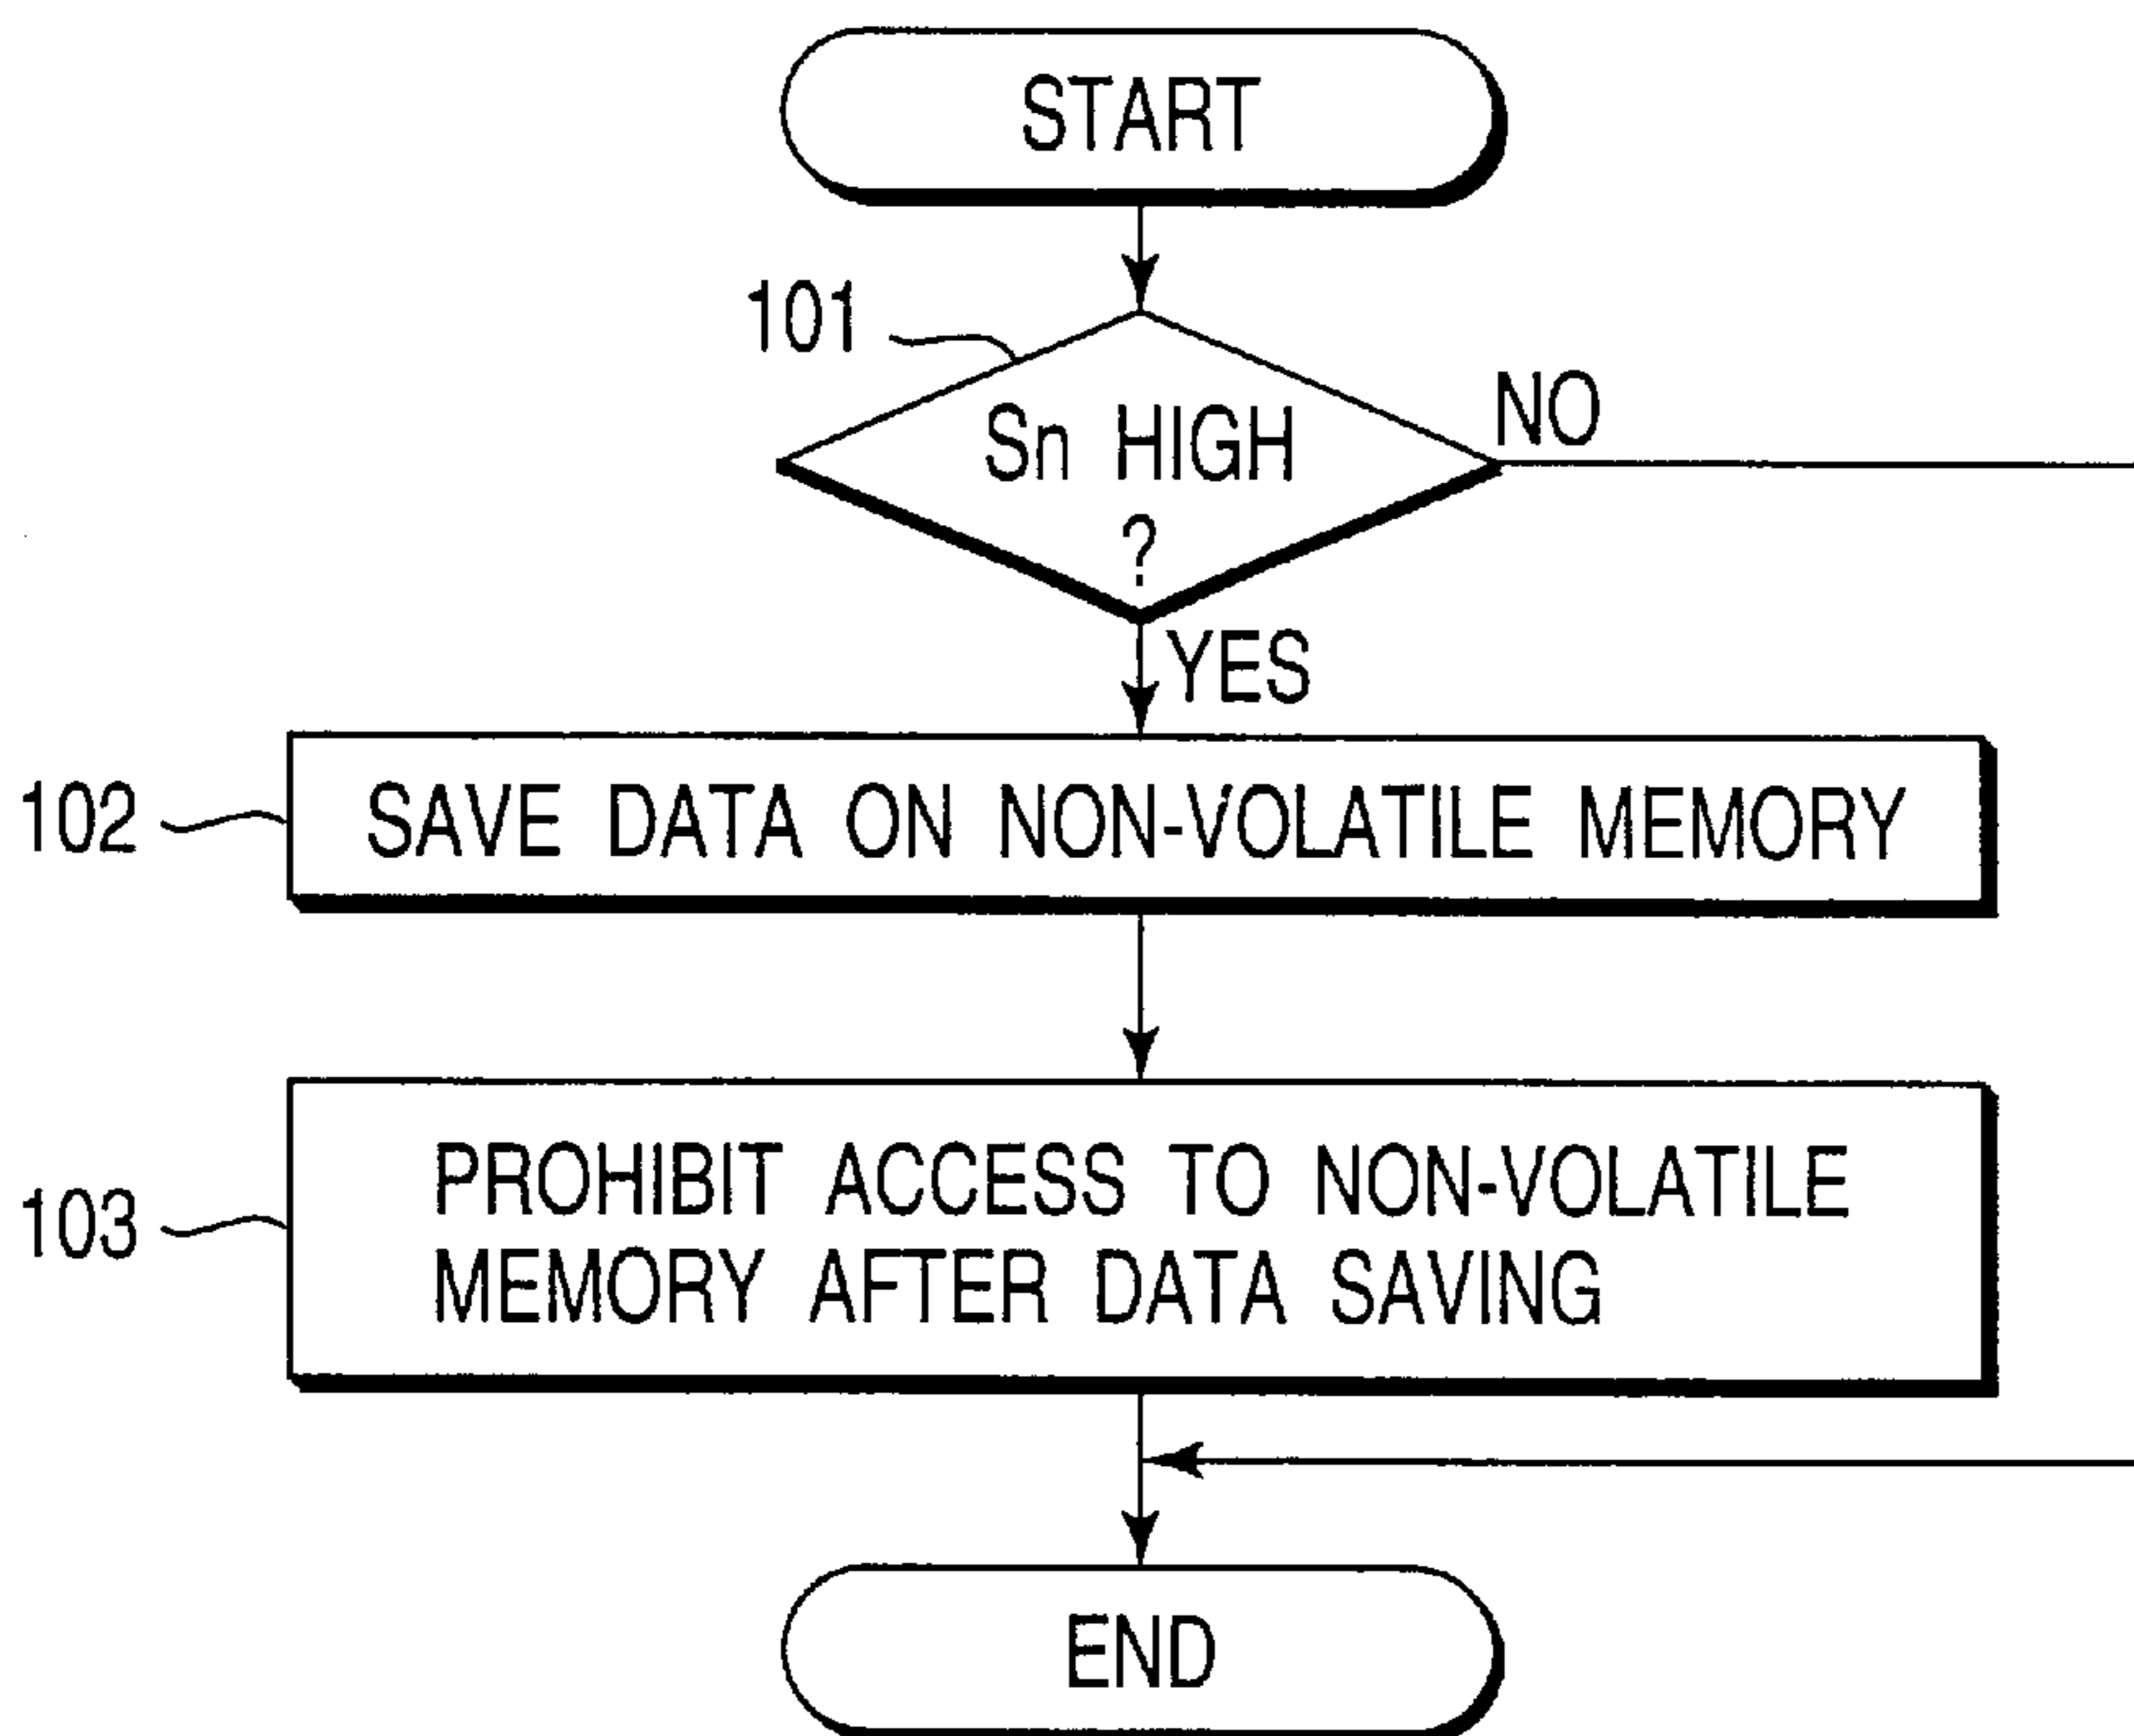 START
101
Sn HIGH
?
NO
YES
102
SAVE DATA ON NON-VOLATILE MEMORY
103
PROHIBIT ACCESS TO NON-VOLATILE
MEMORY AFTER DATA SAVING
END